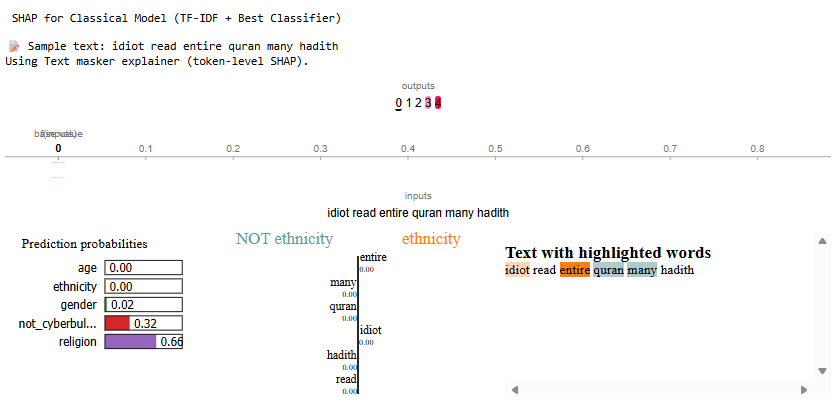 SHAP for Classical Model (TF-IDF + Best Classifier)
📝 Sample text: idiot read entire quran many hadith
Using Text masker explainer (token-level SHAP).
outputs
0 1 2 3 4
base value
0
0.1 0.2 0.3 0.4 0.5 0.6 0.7 0.8
inputs
idiot read entire quran many hadith
Prediction probabilities
age 0.00
ethnicity 0.00
gender 0.02
not_cyberbul... 0.32
religion 0.66
NOT ethnicity ethnicity
entire
0.00
many
0.00
quran
0.00
idiot
0.00
hadith
0.00
read
0.00
Text with highlighted words
idiot read entire quran many hadith